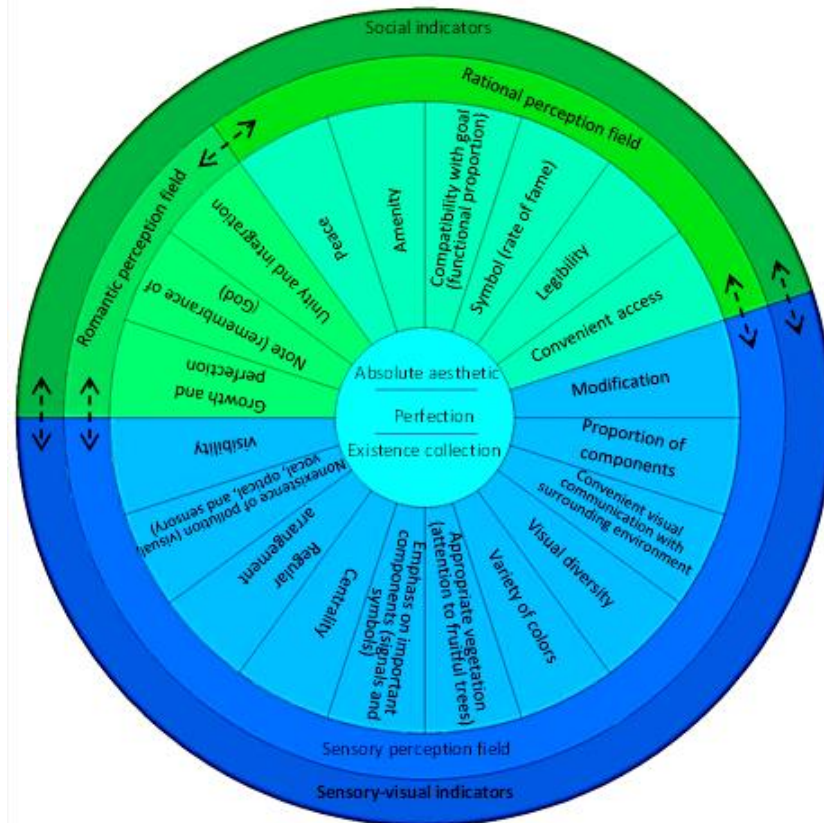 Social indicators
Rational perception field
Romantic perception field
Compatibility with goal
(functional proportion)
Symbol (rate of fame)
Legibility
Convenient access
Modification
Proportion of
components
Convenient visual
communication with
surrounding environment
Visual diversity
Variety of colors
Appropriate vegetation
(attention to fruitful trees)
Emphass on important
components (signals and
symbols)
Centrality
Regular
arrangement
Nonexistence of pollution (visual,
vocal, optical, and sensory)
visibility
Growth and
perfection
Note (remembrance of
God)
Unity and integration
Peace
Amenity
Absolute aesthetic
Perfection
Existence collection
Sensory perception field
Sensory-visual indicators